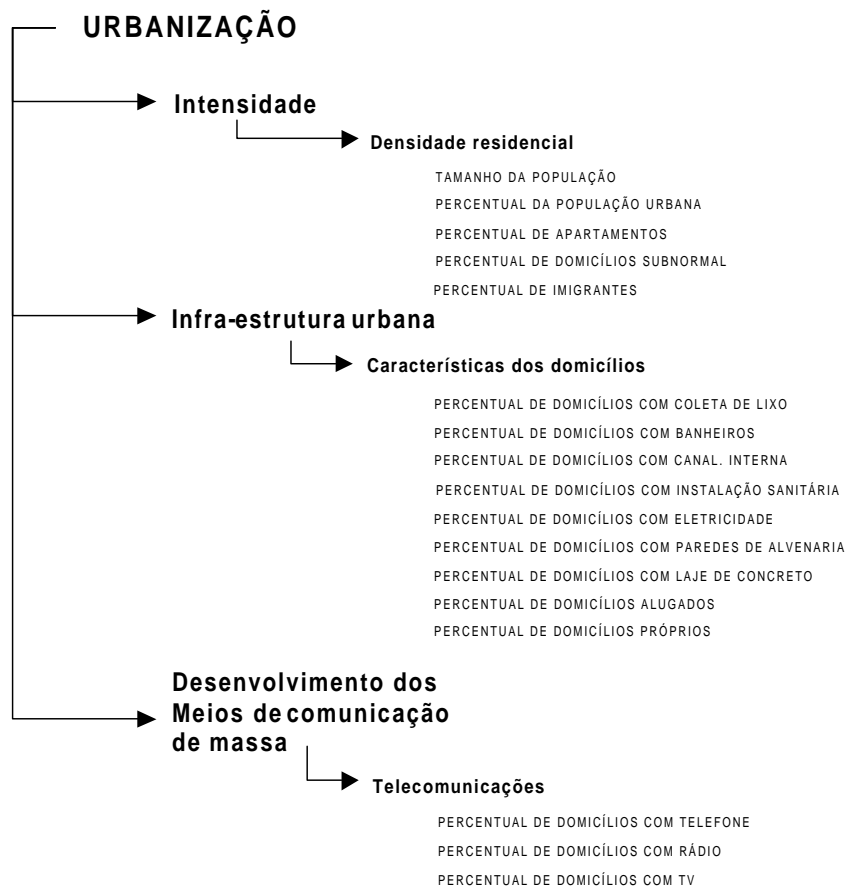 URBANIZAÇÃO
Intensidade
Densidade residencial
TAMANHO DA POPULAÇÃO
PERCENTUAL DA POPULAÇÃO URBANA
PERCENTUAL DE APARTAMENTOS
PERCENTUAL DE DOMICÍLIOS SUBNORMAL
PERCENTUAL DE IMIGRANTES
Infra-estrutura urbana
Características dos domicílios
PERCENTUAL DE DOMICÍLIOS COM COLETA DE LIXO
PERCENTUAL DE DOMICÍLIOS COM BANHEIROS
PERCENTUAL DE DOMICÍLIOS COM CANAL. INTERNA
PERCENTUAL DE DOMICÍLIOS COM INSTALAÇÃO SANITÁRIA
PERCENTUAL DE DOMICÍLIOS COM ELETRICIDADE
PERCENTUAL DE DOMICÍLIOS COM PAREDES DE ALVENARIA
PERCENTUAL DE DOMICÍLIOS COM LAJE DE CONCRETO
PERCENTUAL DE DOMICÍLIOS ALUGADOS
PERCENTUAL DE DOMICÍLIOS PRÓPRIOS
Desenvolvimento dos
Meios de comunicação
de massa
Telecomunicações
PERCENTUAL DE DOMICÍLIOS COM TELEFONE
PERCENTUAL DE DOMICÍLIOS COM RÁDIO
PERCENTUAL DE DOMICÍLIOS COM TV